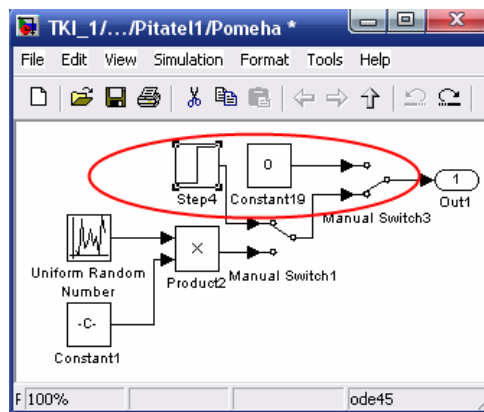 TKI_1/.../Pitatel1/Pomeha *
File Edit View Simulation Format Tools Help
0
Step4 Constant19
1
Out1
Manual Switch3
×
Uniform Random
Number
Product2
Manual Switch1
-C-
Constant1
F 100% ode45